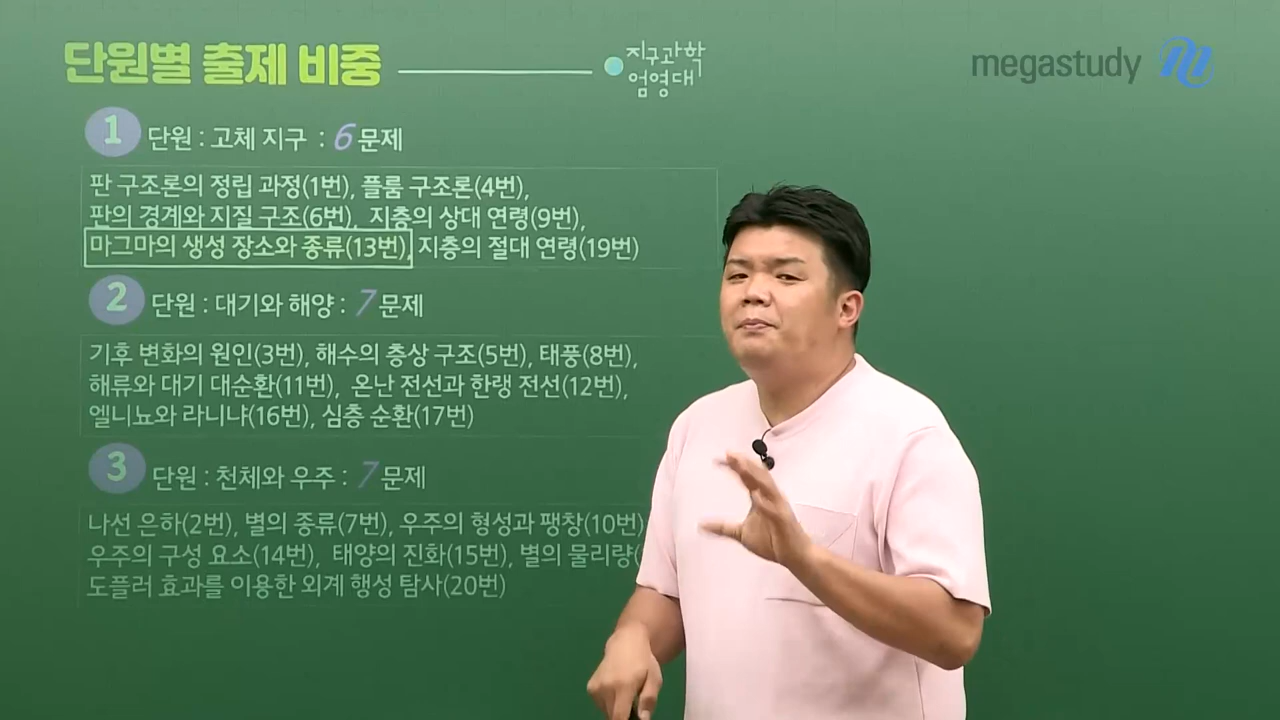 단원별 출제 비중
지구과학
엄영대
megastudy
1 단원 : 고체 지구 : 6 문제
판 구조론의 정립 과정(1번), 플룸 구조론(4번),
판의 경계와 지질 구조(6번), 지층의 상대 연령(9번),
마그마의 생성 장소와 종류(13번), 지층의 절대 연령(19번)
2 단원 : 대기와 해양 : 7 문제
기후 변화의 원인(3번), 해수의 층상 구조(5번), 태풍(8번),
해류와 대기 대순환(11번), 온난 전선과 한랭 전선(12번),
엘니뇨와 라니냐(16번), 심층 순환(17번)
3 단원 : 천체와 우주 : 7 문제
나선 은하(2번), 별의 종류(7번), 우주의 형성과 팽창(10번)
우주의 구성 요소(14번), 태양의 진화(15번), 별의 물리량(
도플러 효과를 이용한 외계 행성 탐사(20번)